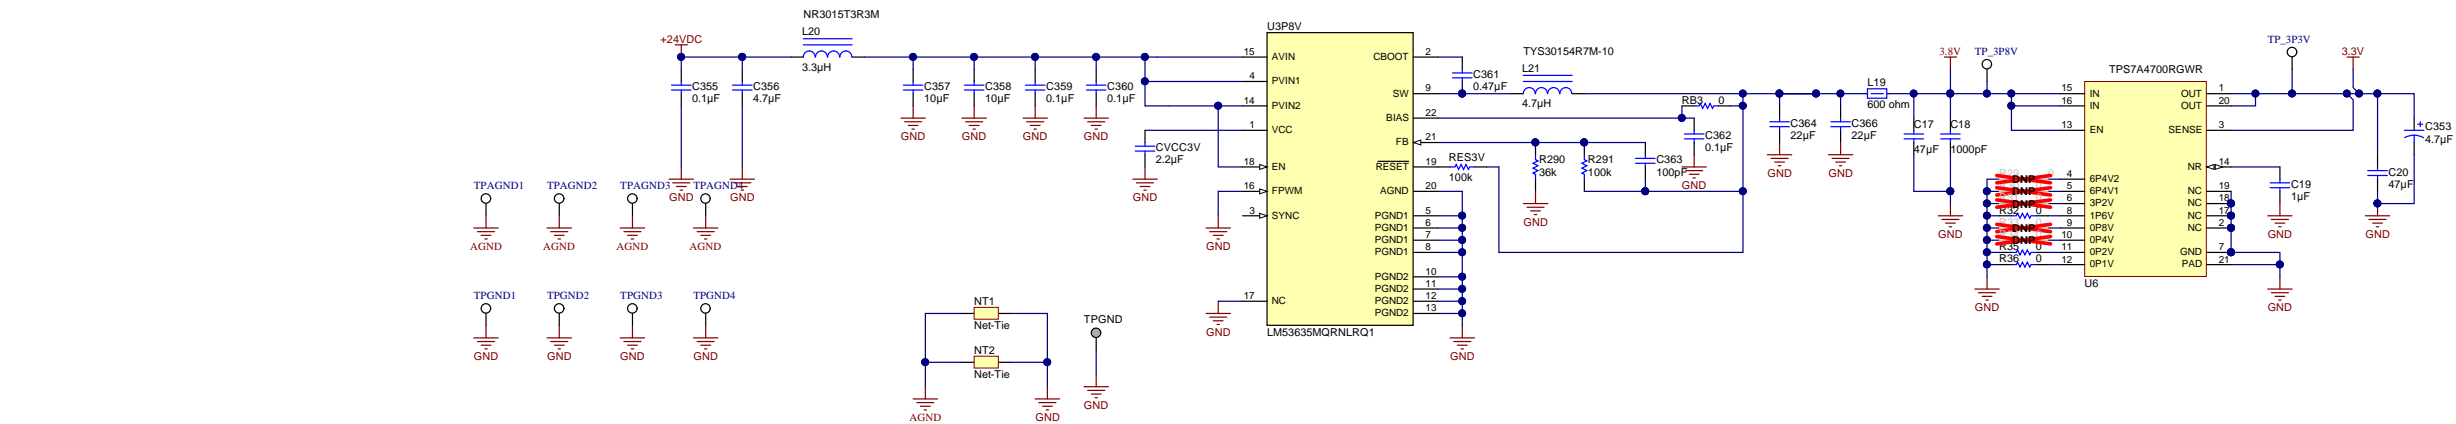 NR3015T3R3M
L20
3.3µH
+24VDC
C355
0.1µF
C356
4.7µF
GND
GND
C357
10µF
GND
C358
10µF
GND
C359
0.1µF
GND
C360
0.1µF
GND
CVCC3V
2.2µF
GND
GND
GND
U3P8V
15 AVIN
4 PVIN1
14 PVIN2
1 VCC
18 EN
16 FPWM
3 SYNC
17 NC
CBOOT 2
SW 9
BIAS 22
FB 21
RESET 19
AGND 20
PGND1 5
PGND1 6
PGND1 7
PGND1 8
PGND2 10
PGND2 11
PGND2 12
PGND2 13
LM53635MQRNLRQ1
GND
C361
0.47µF
TYS30154R7M-10
L21
4.7µH
RB3 0
C362
0.1µF
GND
RES3V
100k
R290
36k
GND
R291
100k
C363
100pF
C364
22µF
GND
C366
22µF
GND
L19
600 ohm
C17
47µF
C18
1000pF
GND
3.8V
TP_3P8V
TPS7A4700RGWR
15 IN
16 IN
13 EN
4 6P4V2
5 6P4V1
6 3P2V
8 1P6V
9 0P8V
10 0P4V
11 0P2V
12 0P1V
OUT 1
OUT 20
SENSE 3
NR 14
NC 19
NC 18
NC 17
NC 2
GND 7
PAD 21
U6
DNP
DNP
DNP
R32 0
DNP
DNP
R35 0
R36 0
GND
TP_3P3V
3.3V
C19
1µF
GND
GND
C20
47µF
GND
+ C353
4.7µF
TPAGND1
AGND
TPAGND2
AGND
TPAGND3
AGND
TPAGND4
AGND
TPGND1
GND
TPGND2
GND
TPGND3
GND
TPGND4
GND
NT1
Net-Tie
NT2
Net-Tie
AGND
GND
TPGND
GND